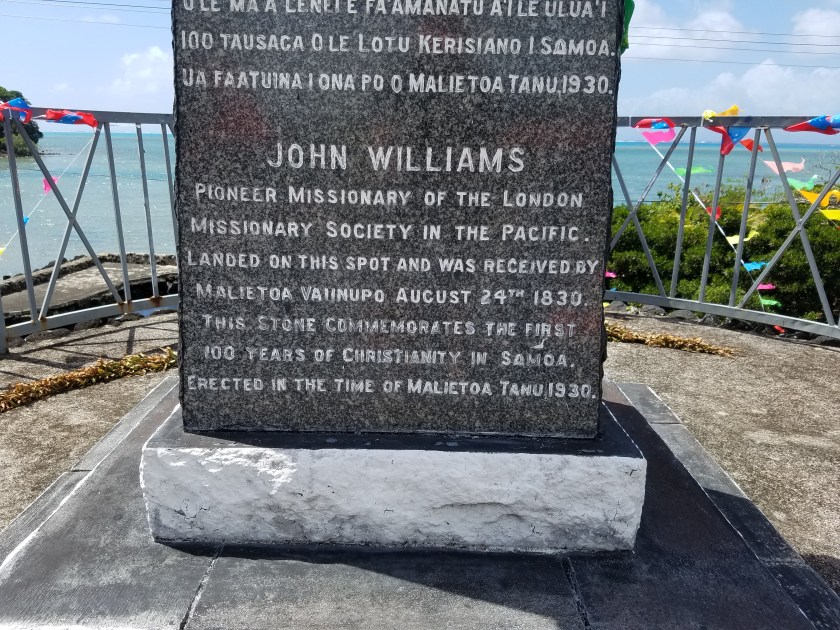 O LE MA'A LENEI E FA'AMANATU A'I LE ULUA'I
100 TAUSAGA O LE LOTU KERISIANO I SAMOA.
UA FAATUINA I ONA PO O MALIETOA TANU, 1930.
JOHN WILLIAMS
PIONEER MISSIONARY OF THE LONDON
MISSIONARY SOCIETY IN THE PACIFIC.
LANDED ON THIS SPOT AND WAS RECEIVED BY
MALIETOA VAIINUPO AUGUST 24TH 1830.
THIS STONE COMMEMORATES THE FIRST
100 YEARS OF CHRISTIANITY IN SAMOA.
ERECTED IN THE TIME OF MALIETOA TANU, 1930.